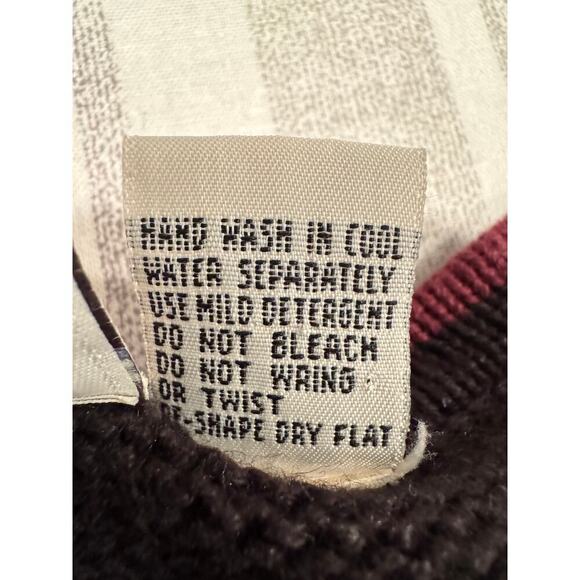 HAND WASH IN COOL
WATER SEPARATELY
USE MILD DETERGENT
DO NOT BLEACH
DO NOT WRING
OR TWIST
RE-SHAPE DRY FLAT